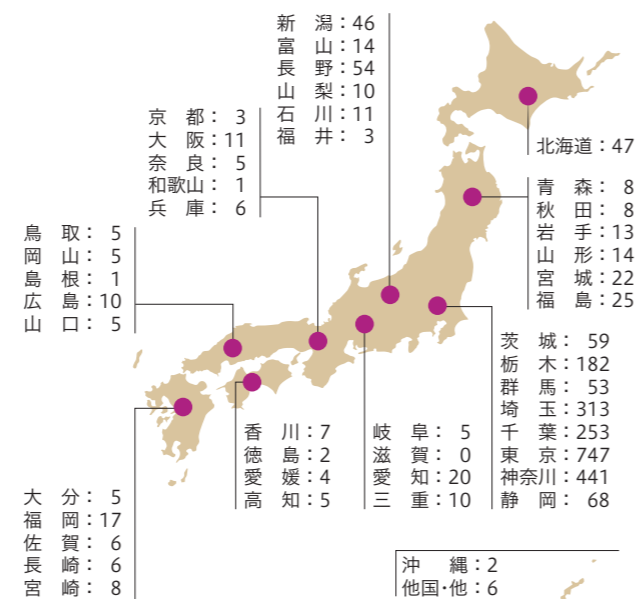 新潟：46
富山：14
長野：54
山梨：10
石川：11
福井：3
京都：3
大阪：11
奈良：5
和歌山：1
兵庫：6
北海道：47
青森：8
秋田：8
岩手：13
山形：14
宮城：22
福島：25
鳥取：5
岡山：5
島根：1
広島：10
山口：5
茨城：59
栃木：182
群馬：53
埼玉：313
千葉：253
東京：747
神奈川：441
静岡：68
香川：7
徳島：2
愛媛：4
高知：5
岐阜：5
滋賀：0
愛知：20
三重：10
大分：5
福岡：17
佐賀：6
長崎：6
宮崎：8
沖縄：2
他国･他：6